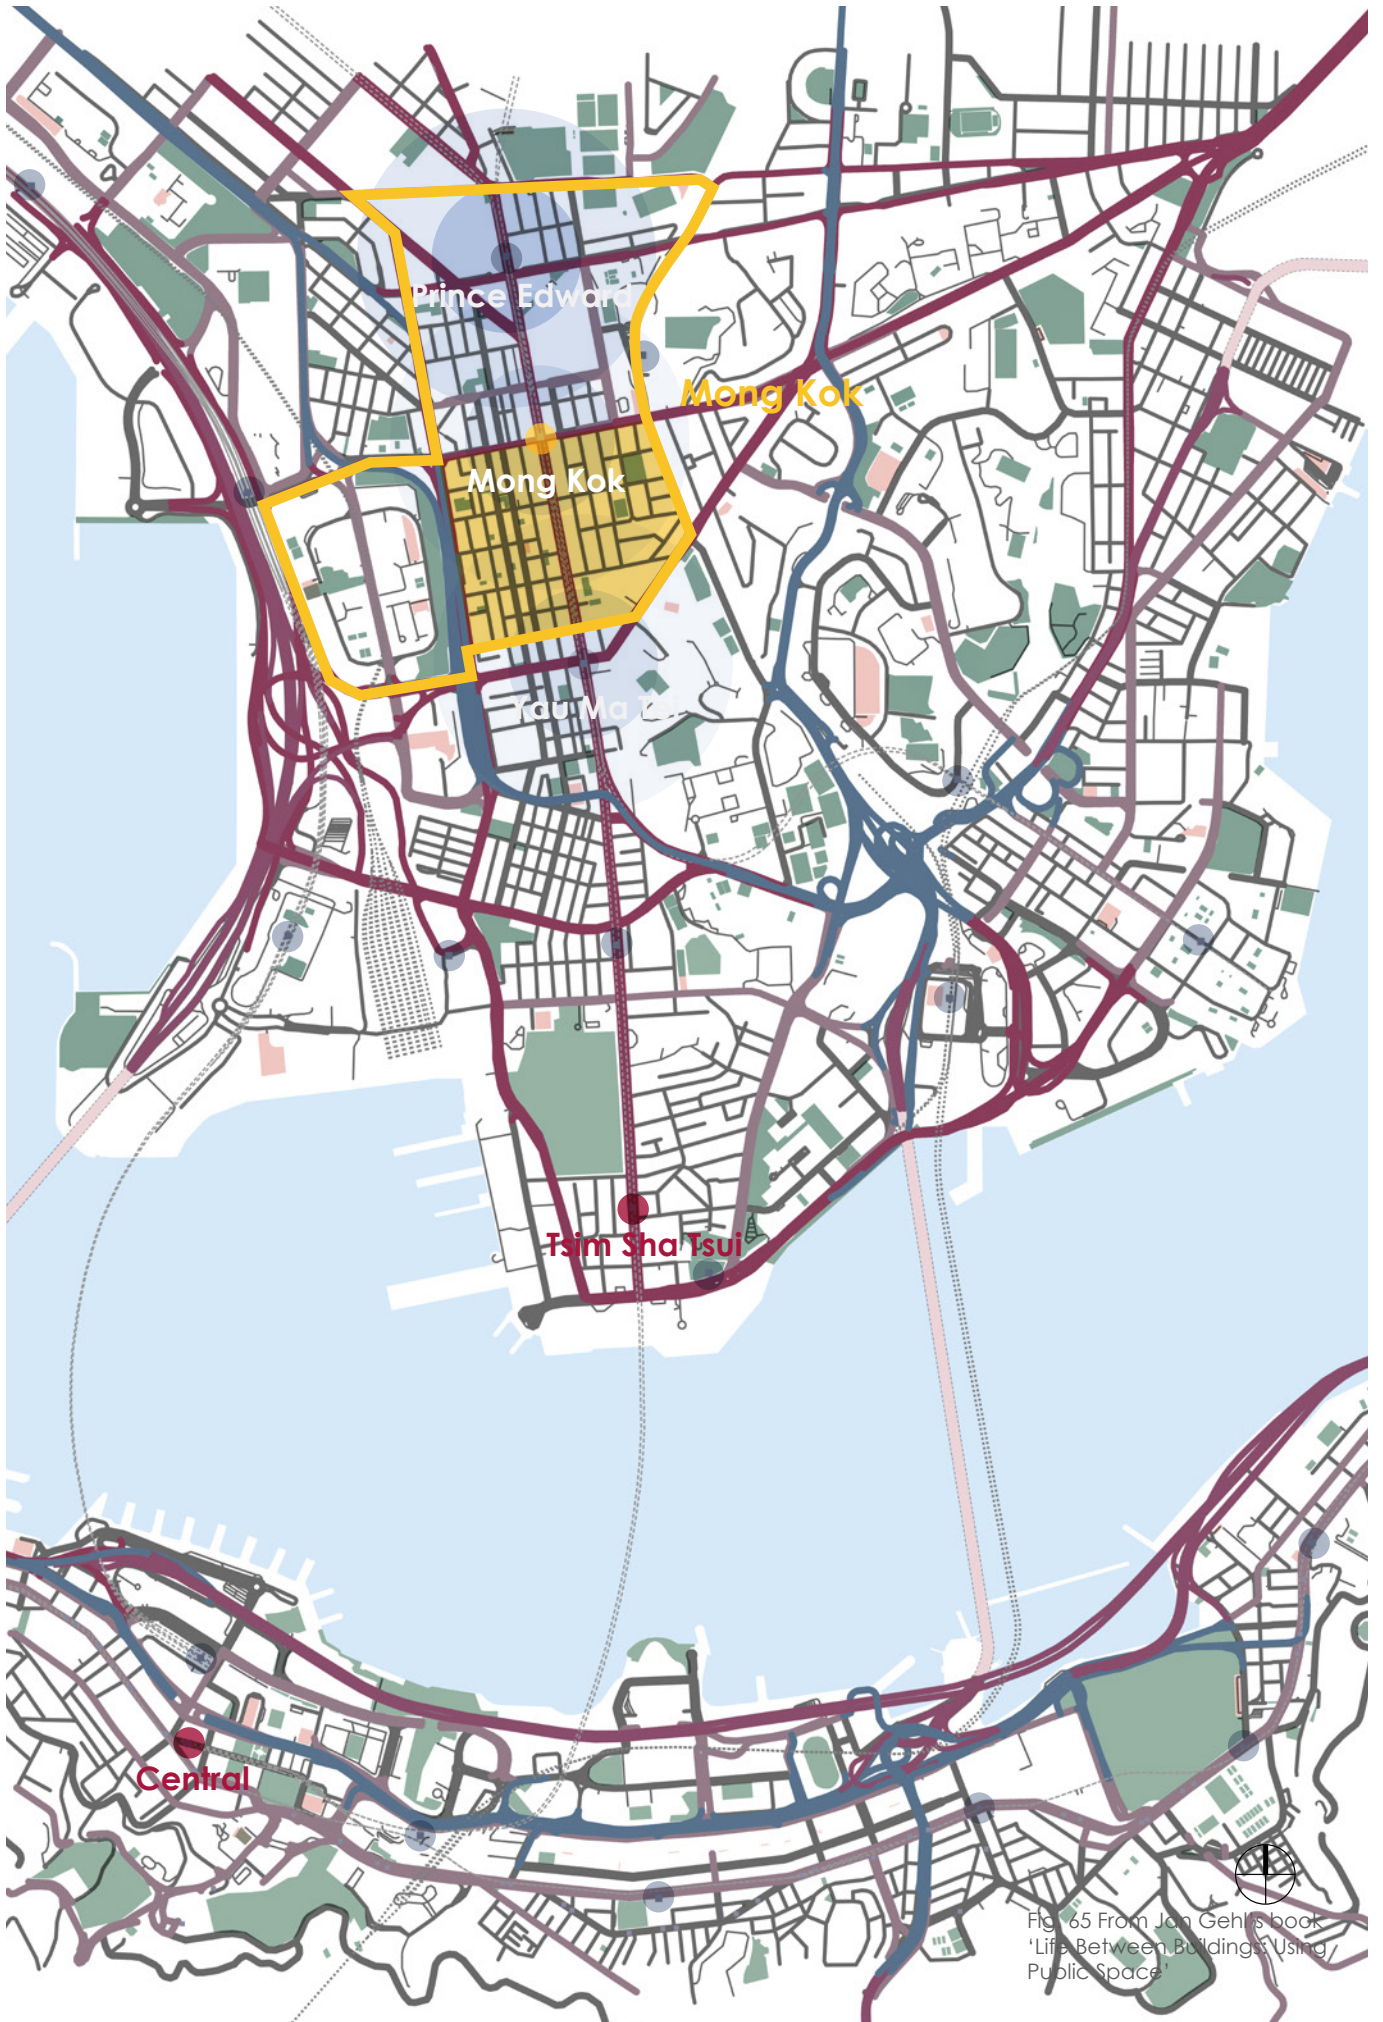 Prince Edward
Mong Kok
Mong Kok
Yau Ma Tei
Tsim Sha Tsui
Central
Fig. 65 From Jan Gehl's book
'Life Between Buildings: Using
Public Space'